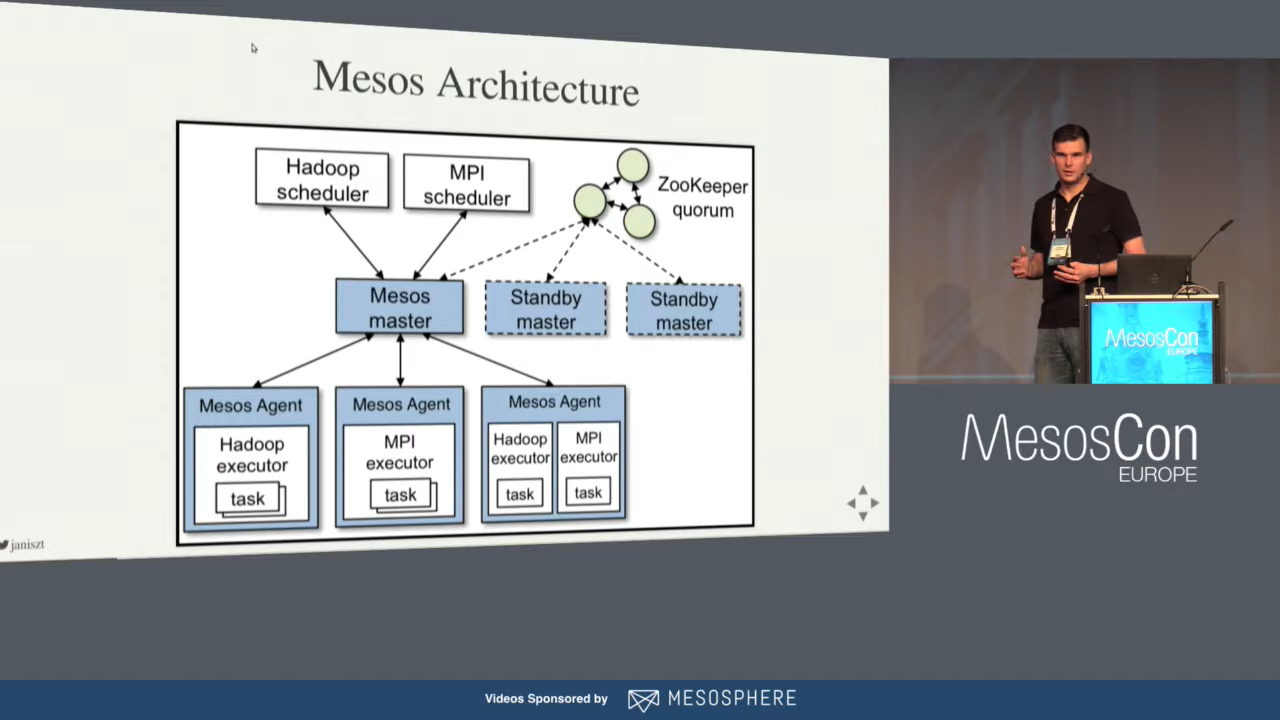 Mesos Architecture
Hadoop
scheduler
MPI
scheduler
ZooKeeper
quorum
Mesos
master
Standby
master
Standby
master
Mesos Agent
Hadoop
executor
task
Mesos Agent
MPI
executor
task
Mesos Agent
Hadoop
executor
task
MPI
executor
task
janiszt
MesosCon
EUROPE
MesosCon
EUROPE
Videos Sponsored by
MESOSPHERE